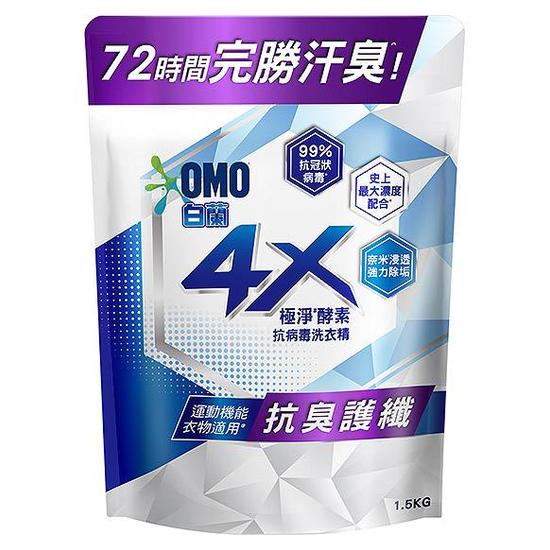 72時間完勝汗臭^!
99%
抗冠狀
病毒*
史上
最大濃度
配合^
OMO
白蘭
奈米*浸透
強力除垢
4X
極淨*酵素
抗病毒洗衣精
運動機能
衣物適用*
抗臭護纖
1.5KG